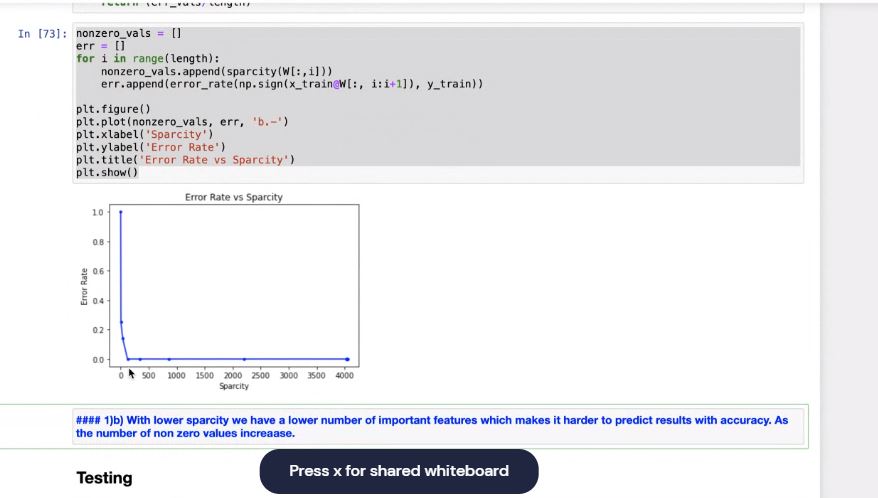 return (err_vals/length)
In [73]: nonzero_vals = []
err = []
for i in range(length):
nonzero_vals.append(sparcity(W[:,i]))
err.append(error_rate(np.sign(x_train@W[:, i:i+1]), y_train))
plt.figure()
plt.plot(nonzero_vals, err, 'b.-')
plt.xlabel('Sparcity')
plt.ylabel('Error Rate')
plt.title('Error Rate vs Sparcity')
plt.show()
Error Rate vs Sparcity
1.0
0.8
0.6
0.4
0.2
0.0
Error Rate
0 500 1000 1500 2000 2500 3000 3500 4000
Sparcity
#### 1)b) With lower sparcity we have a lower number of important features which makes it harder to predict results with accuracy. As
the number of non zero values increaase.
Press x for shared whiteboard
Testing